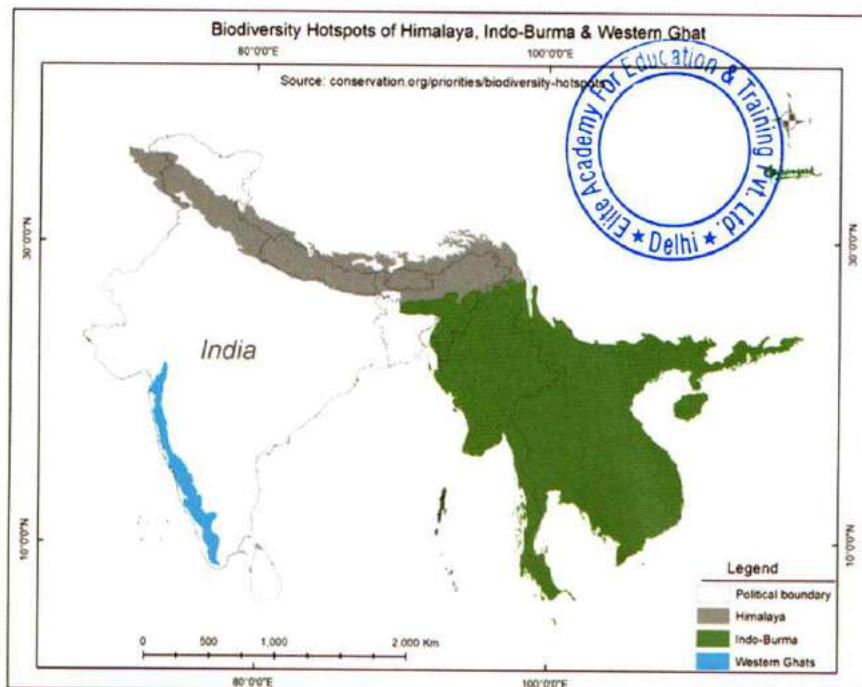 Biodiversity Hotspots of Himalaya, Indo-Burma & Western Ghat
80°0'0"E 100°0'0"E
Source: conservation.org/priorities/biodiversity-hotspots
Elite Academy For Education & Training Pvt. Ltd.
★ Delhi ★
30°0'0"N 30°0'0"N
India
10°0'0"N 10°0'0"N
Legend
Political boundary
Himalaya
Indo-Burma
Western Ghats
0 500 1,000 2,000 Km
80°0'0"E 100°0'0"E